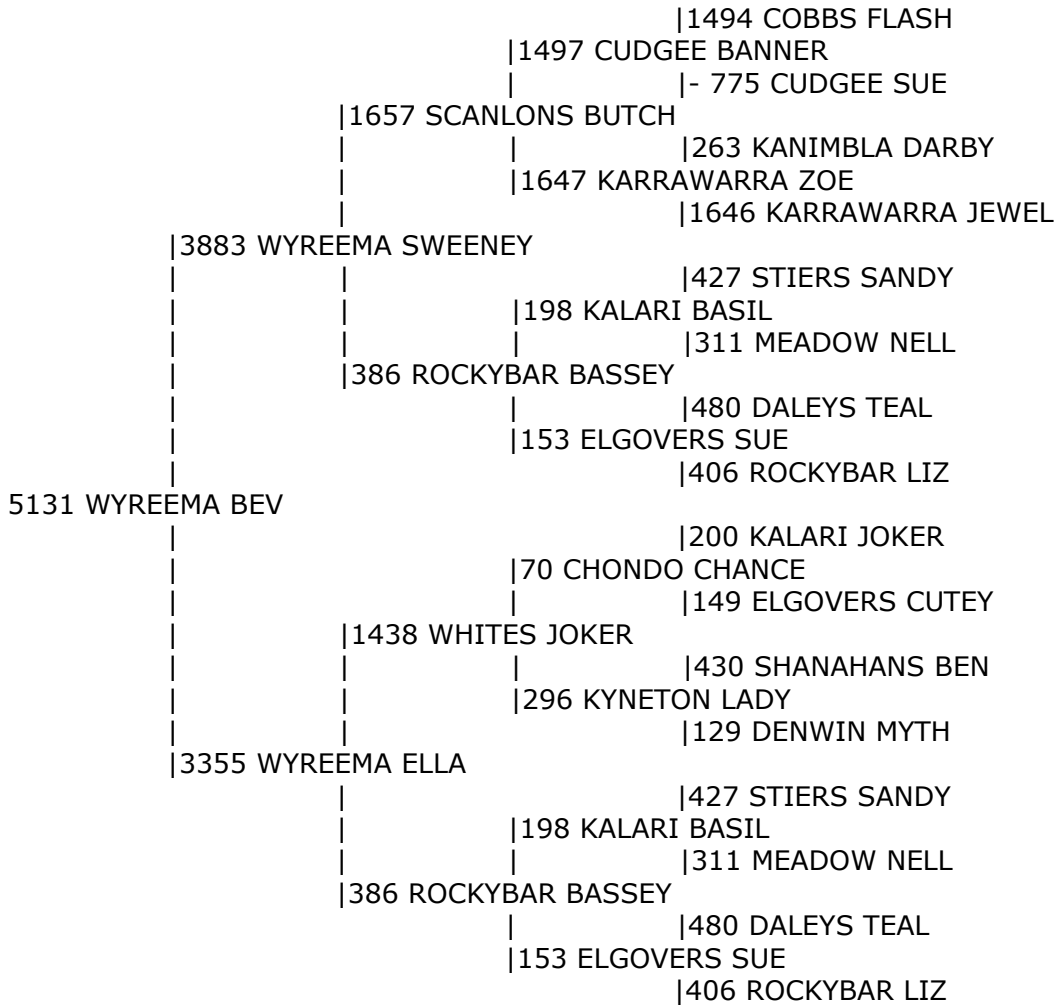 |1494 COBBS FLASH
|1497 CUDGEE BANNER
| |- 775 CUDGEE SUE
|1657 SCANLONS BUTCH
| | |263 KANIMBLA DARBY
| |1647 KARRAWARRA ZOE
| |1646 KARRAWARRA JEWEL
|3883 WYREEMA SWEENEY
| | |427 STIERS SANDY
| | |198 KALARI BASIL
| | | |311 MEADOW NELL
| |386 ROCKYBAR BASSEY
| | |480 DALEYS TEAL
| |153 ELGOVERS SUE
| |406 ROCKYBAR LIZ
5131 WYREEMA BEV
| |200 KALARI JOKER
| |70 CHONDO CHANCE
| | |149 ELGOVERS CUTEY
| |1438 WHITES JOKER
| | | |430 SHANAHANS BEN
| | |296 KYNETON LADY
| | |129 DENWIN MYTH
|3355 WYREEMA ELLA
| |427 STIERS SANDY
| |198 KALARI BASIL
| | |311 MEADOW NELL
|386 ROCKYBAR BASSEY
| |480 DALEYS TEAL
|153 ELGOVERS SUE
|406 ROCKYBAR LIZ